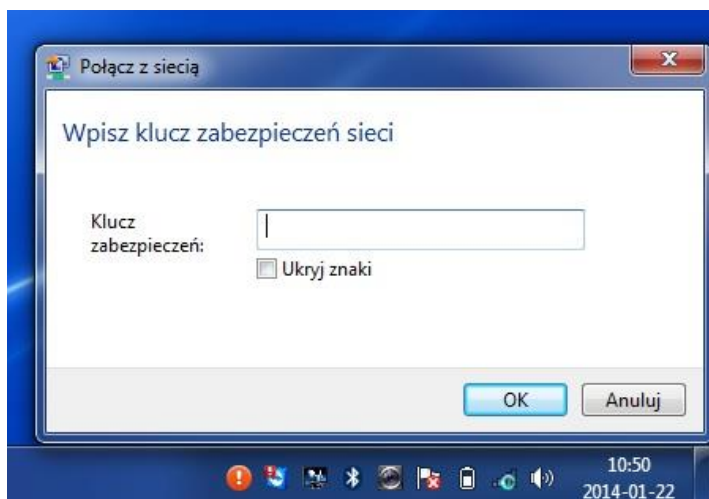 Połącz z siecią
Wpisz klucz zabezpieczeń sieci
Klucz
zabezpieczeń:
Ukryj znaki
OK
Anuluj
10:50
2014-01-22